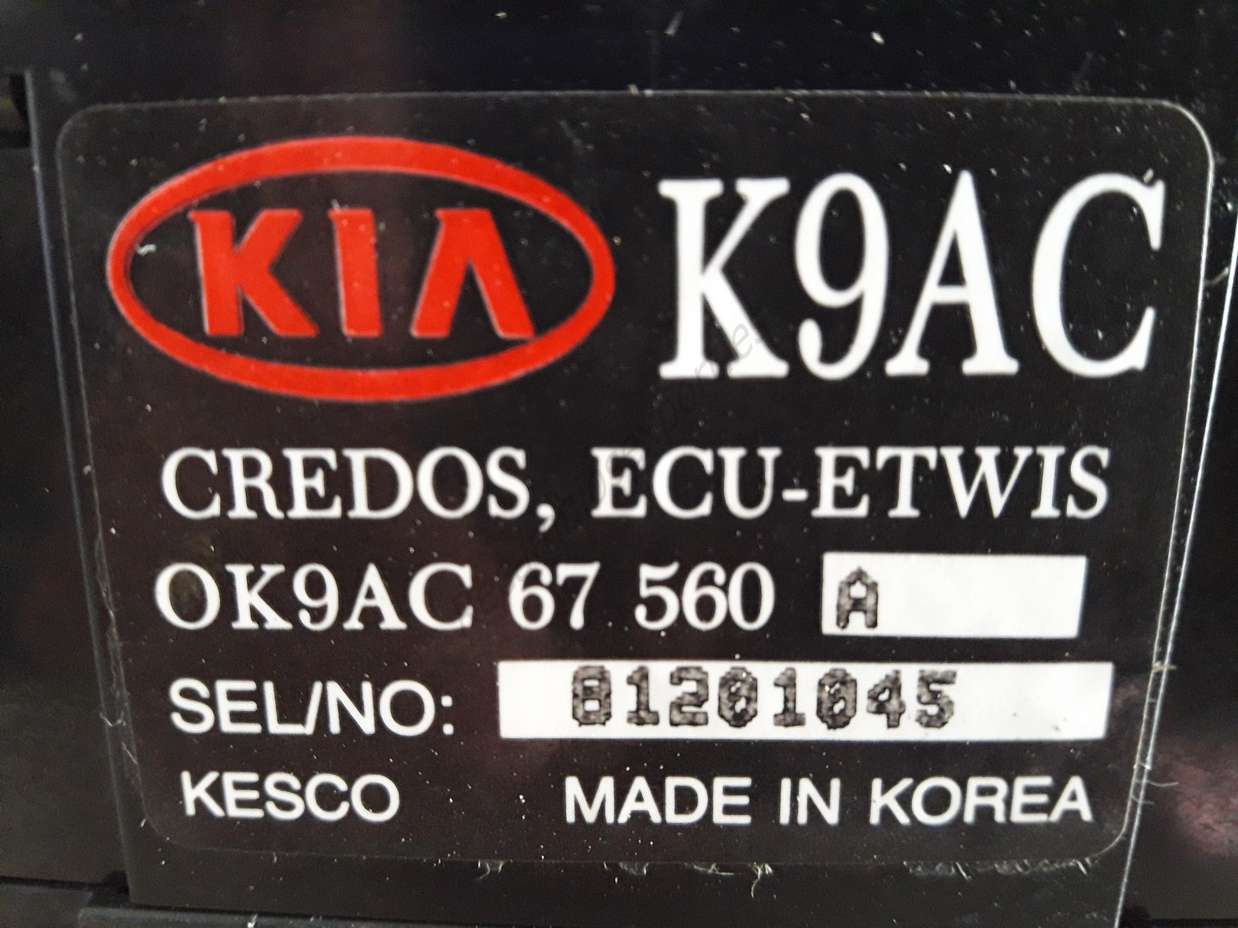 KIA K9AC
CREDOS, ECU-ETWIS
OK9AC 67 560 A
SEL/NO: 81201045
KESCO MADE IN KOREA